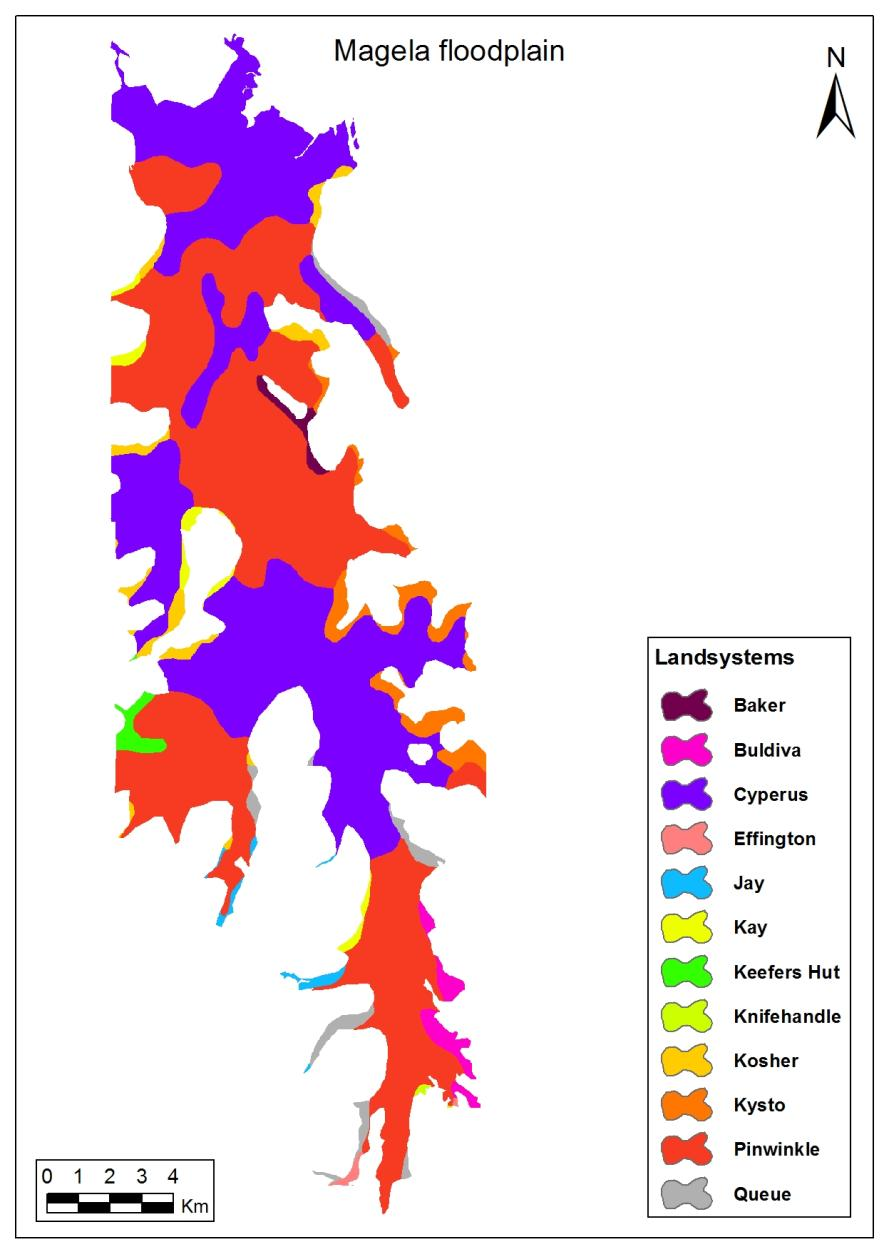 Magela floodplain
N
Landsystems
Baker
Buldiva
Cyperus
Effington
Jay
Kay
Keefers Hut
Knifehandle
Kosher
Kysto
Pinwinkle
Queue
0 1 2 3 4
Km